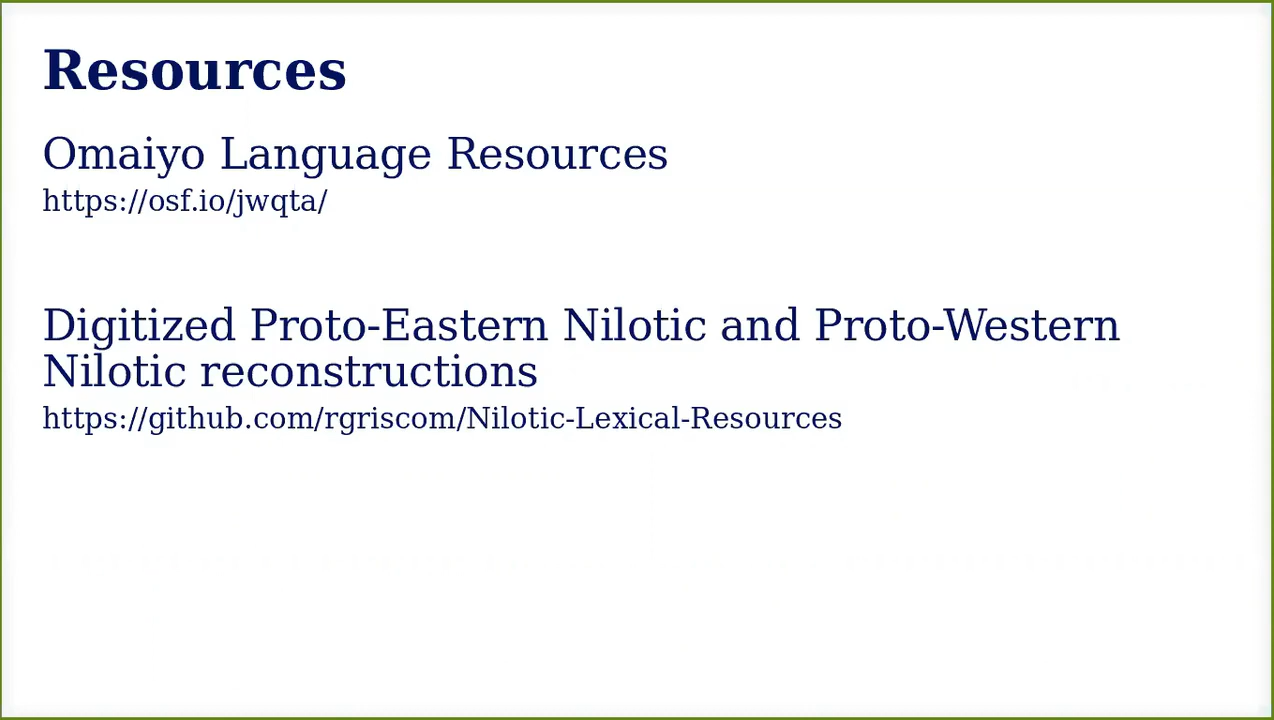 Resources
Omaiyo Language Resources
https://osf.io/jwqta/
Digitized Proto-Eastern Nilotic and Proto-Western
Nilotic reconstructions
https://github.com/rgriscom/Nilotic-Lexical-Resources